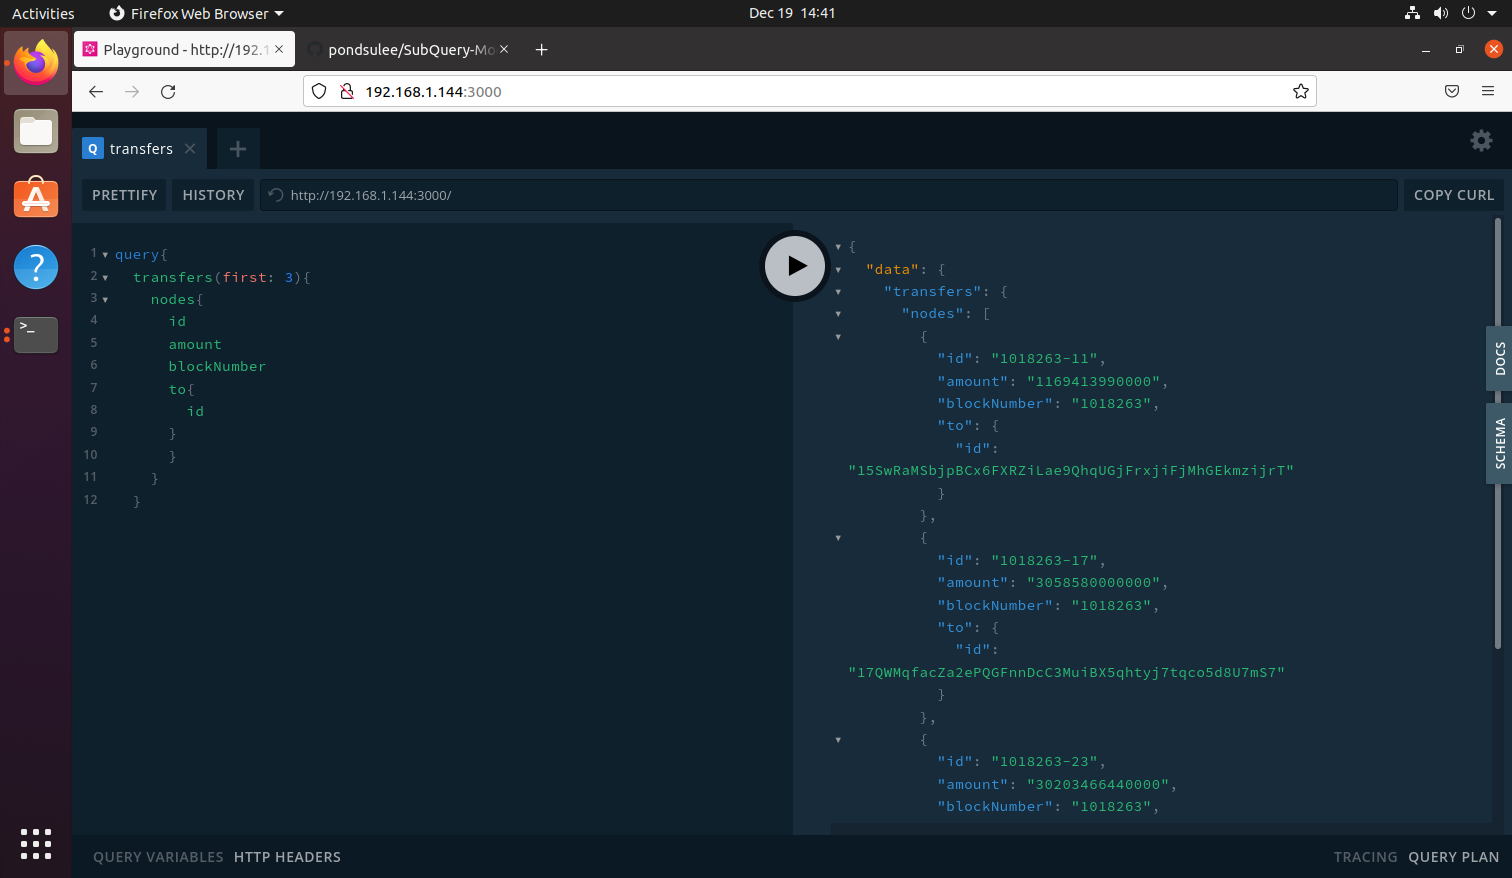 Activities
Firefox Web Browser
Dec 19 14:41
Playground - http://192.1
pondsulee/SubQuery-Mo
192.168.1.144:3000
Q transfers
PRETTIFY
HISTORY
http://192.168.1.144:3000/
COPY CURL
1 query{
2 transfers(first: 3){
3 nodes{
4 id
5 amount
6 blockNumber
7 to{
8 id
9 }
10 }
11 }
12 }
{
"data": {
"transfers": {
"nodes": [
{
"id": "1018263-11",
"amount": "1169413990000",
"blockNumber": "1018263",
"to": {
"id":
"15SwRaMSbjpBCx6FXRZiLae9QhqUGjFrxjiFjMhGEkmzijrT"
}
},
{
"id": "1018263-17",
"amount": "3058580000000",
"blockNumber": "1018263",
"to": {
"id":
"17QWMqfacZa2ePQGFnnDcC3MuiBX5qhtyj7tqco5d8U7mS7"
}
},
{
"id": "1018263-23",
"amount": "30203466440000",
"blockNumber": "1018263",
DOCS
SCHEMA
QUERY VARIABLES
HTTP HEADERS
TRACING
QUERY PLAN